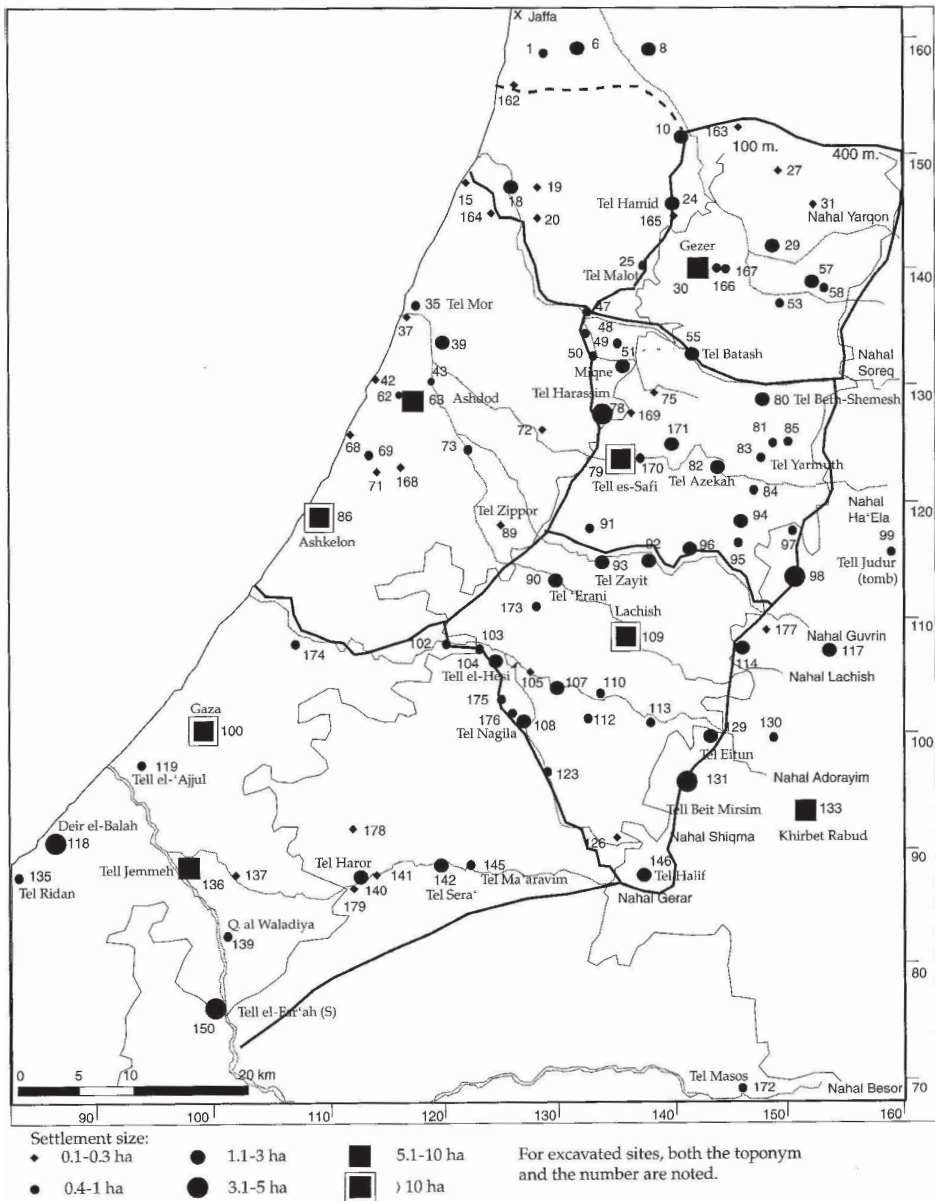 Jaffa
160
1
6
8
162
10
163
100 m.
400 m.
150
27
15
18
19
164
20
Tel Hamid
24
165
31
Nahal Yarqon
Gezer
29
25
Tel Malot
30
166
167
57
58
53
140
35
Tel Mor
37
39
47
48
49
50
51
Miqne
55
Tel Batash
Nahal
Soreq
130
42
43
62
63
Ashdod
Tel Harassim
78
169
75
80
Tel Beth-Shemesh
68
69
71
168
72
73
79
Tell es-Safi
170
171
82
Tel Azekah
81
85
83
Tel Yarmuth
84
Nahal
Ha'Ela
120
86
Ashkelon
Tel Zippor
89
91
92
94
95
96
97
99
Tell Judur
(tomb)
98
93
Tel Zayit
90
Tel 'Erani
173
Lachish
109
110
177
Nahal Guvrin
114
117
Nahal Lachish
174
102
103
104
Tell el-Hesi
105
107
110
112
113
175
176
Tel Nagila
108
129
Tel Eitun
130
100
Gaza
100
119
Tell el-'Ajjul
123
131
Tell Beit Mirsim
Nahal Adorayim
133
Khirbet Rabud
Deir el-Balah
118
178
126
Nahal Shiqma
90
135
Tel Ridan
Tell Jemmeh
136
137
Tel Haror
140
141
179
142
Tel Sera'
145
Tel Ma'aravim
146
Tel Halif
Nahal Gerar
Q. al Waladiya
139
80
150
Tell el-Far'ah (S)
0 5 10 20 km
Tel Masos
172
Nahal Besor
70
90 100 110 120 130 140 150 160
Settlement size:
0.1-0.3 ha
1.1-3 ha
5.1-10 ha
0.4-1 ha
3.1-5 ha
⟩ 10 ha
For excavated sites, both the toponym
and the number are noted.